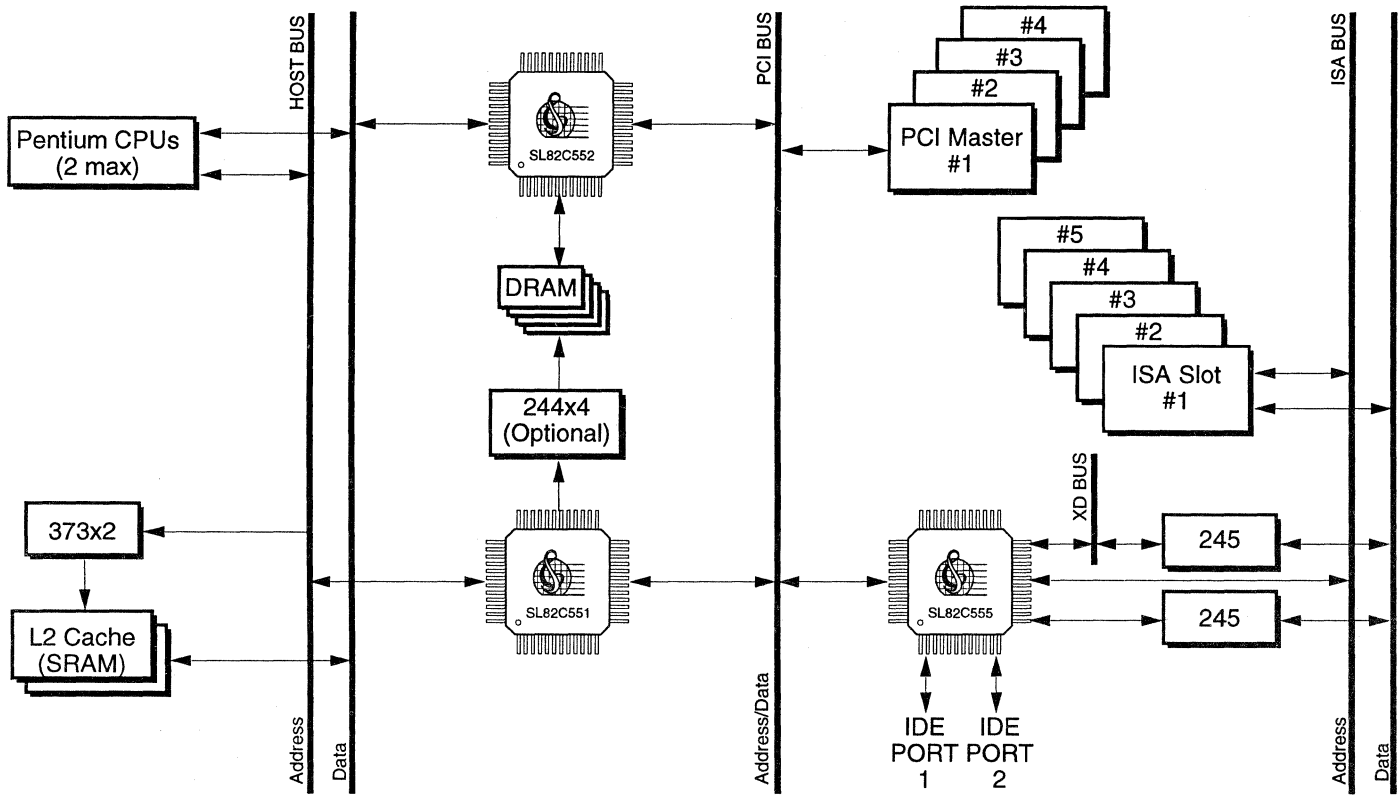 HOST BUS
PCI BUS
ISA BUS
Pentium CPUs
(2 max)
SL82C552
#4
#3
#2
PCI Master
#1
#5
#4
#3
#2
ISA Slot
#1
DRAM
244x4
(Optional)
XD BUS
373x2
245
SL82C551
SL82C555
245
L2 Cache
(SRAM)
IDE
PORT
1
IDE
PORT
2
Address
Data
Address/Data
Address
Data